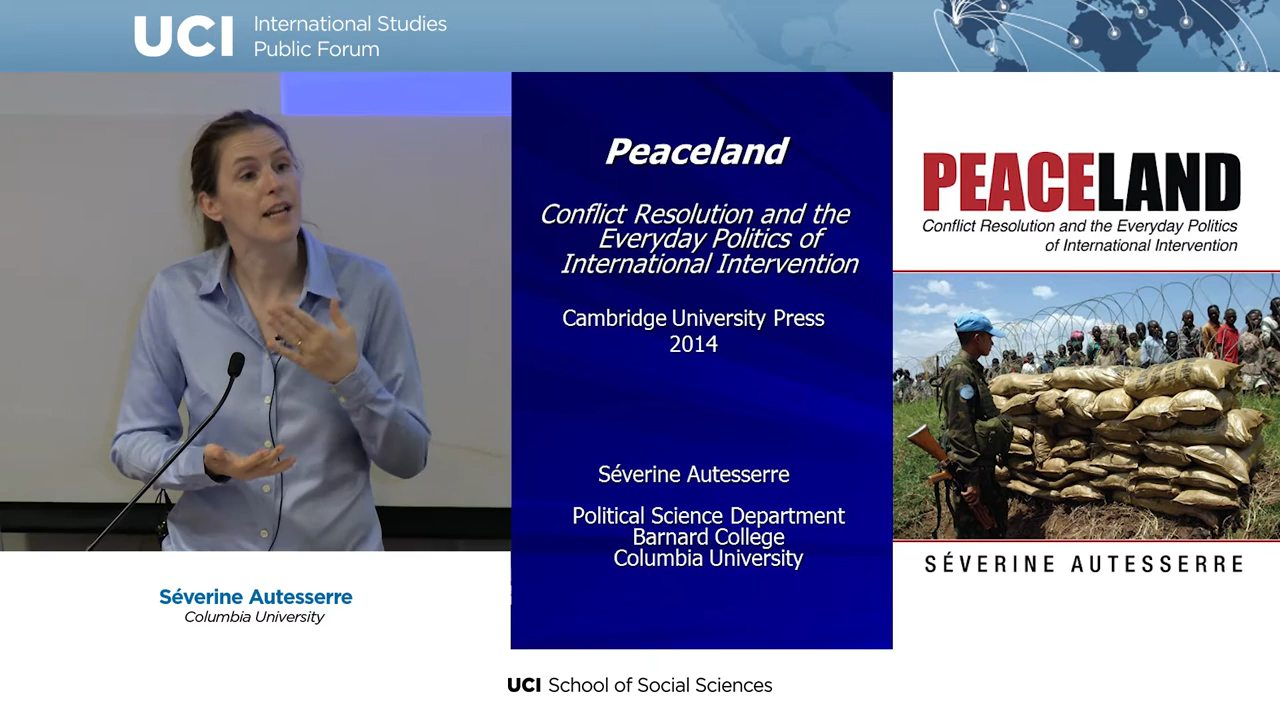 UCI International Studies
Public Forum
Peaceland
Conflict Resolution and the
Everyday Politics of
International Intervention
Cambridge University Press
2014
Séverine Autesserre
Political Science Department
Barnard College
Columbia University
PEACELAND
Conflict Resolution and the Everyday Politics
of International Intervention
SÉVERINE AUTESSERRE
Séverine Autesserre
Columbia University
UCI School of Social Sciences